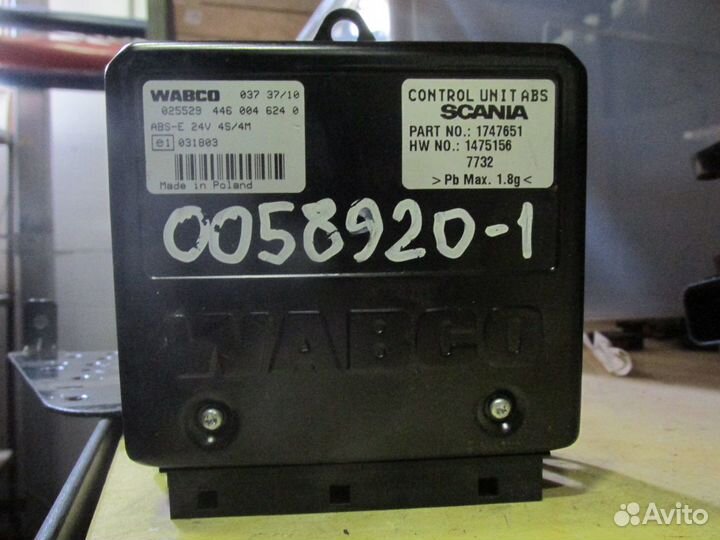 WABCO 037 37/10
025529 446 004 624 0
ABS-E 24V 4S/4M
e1 031803
Made in Poland
CONTROL UNIT ABS
SCANIA
PART NO.: 1747651
HW NO.: 1475156
7732
>Pb Max. 1.8g<
0058920-1
WABCO
Avito